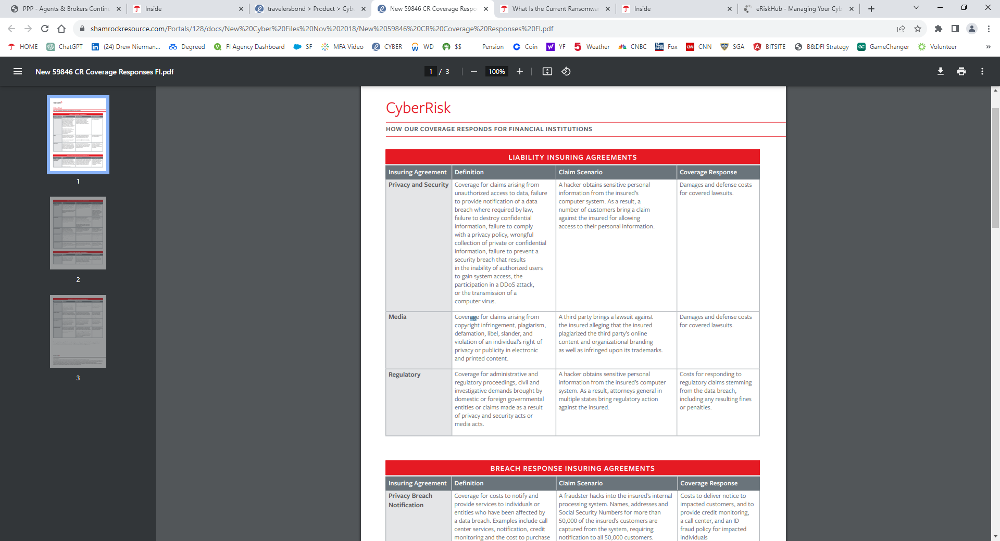 PPP - Agents & Brokers Contin
Inside
travelersbond > Product > Cybe
New 59846 CR Coverage Respo
What Is the Current Ransomwa
Inside
eRiskHub - Managing Your Cyb
shamrockresource.com/Portals/128/docs/New%20Cyber%20Files%20Nov%202018/New%2059846%20CR%20Coverage%20Responses%20FI.pdf
HOME
ChatGPT
(24) Drew Nierman...
Degreed
FI Agency Dashboard
SF
MFA Video
CYBER
WD
$$
Pension
Coin
YF
Weather
CNBC
Fox
CNN
SGA
BITSITE
B&DFI Strategy
GameChanger
Volunteer
»
New 59846 CR Coverage Responses FI.pdf
1 / 3
100%
1
2
3
CyberRisk
HOW OUR COVERAGE RESPONDS FOR FINANCIAL INSTITUTIONS
LIABILITY INSURING AGREEMENTS
Insuring Agreement
Definition
Claim Scenario
Coverage Response
Privacy and Security
Coverage for claims arising from
unauthorized access to data, failure
to provide notification of a data
breach where required by law,
failure to destroy confidential
information, failure to comply
with a privacy policy, wrongful
collection of private or confidential
information, failure to prevent a
security breach that results
in the inability of authorized users
to gain system access, the
participation in a DDoS attack,
or the transmission of a
computer virus.
A hacker obtains sensitive personal
information from the insured's
computer system. As a result, a
number of customers bring a claim
against the insured for allowing
access to their personal information.
Damages and defense costs
for covered lawsuits.
Media
Coverage for claims arising from
copyright infringement, plagiarism,
defamation, libel, slander, and
violation of an individual's right of
privacy or publicity in electronic
and printed content.
A third party brings a lawsuit against
the insured alleging that the insured
plagiarized the third party's online
content and organizational branding
as well as infringed upon its trademarks.
Damages and defense costs
for covered lawsuits.
Regulatory
Coverage for administrative and
regulatory proceedings, civil and
investigative demands brought by
domestic or foreign governmental
entities or claims made as a result
of privacy and security acts or
media acts.
A hacker obtains sensitive personal
information from the insured's computer
system. As a result, attorneys general in
multiple states bring regulatory action
against the insured.
Costs for responding to
regulatory claims stemming
from the data breach,
including any resulting fines
or penalties.
BREACH RESPONSE INSURING AGREEMENTS
Insuring Agreement
Definition
Claim Scenario
Coverage Response
Privacy Breach
Notification
Coverage for costs to notify and
provide services to individuals or
entities who have been affected by
a data breach. Examples include call
center services, notification, credit
monitoring and the cost to purchase
A fraudster hacks into the insured's internal
processing system. Names, addresses and
Social Security Numbers for more than
50,000 of the insured's customers are
captured from the system, requiring
notification to all 50,000 customers.
Costs to deliver notice to
impacted customers, and to
provide credit monitoring,
a call center, and an ID
fraud policy for impacted
individuals